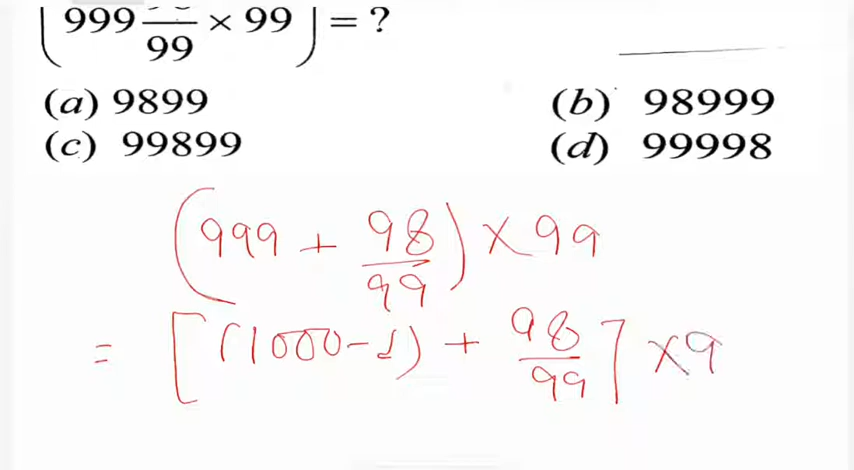 (999 —/99 × 99) = ?
(a) 9899 (b) 98999
(c) 99899 (d) 99998
(999 + 98/99) × 99
= [(1000-1) + 98/99] × 9